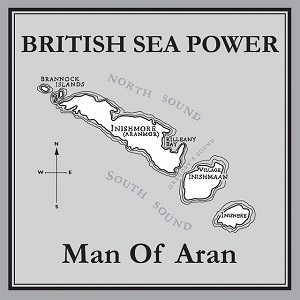 BRITISH SEA POWER
BRANNOCK
ISLANDS
NORTH SOUND
INISHMORE
(ARANMOR)
KILLEANY
BAY
GREGORY'S SOUND
VILLAGE
INISHMAAN
N
W
E
S
SOUTH SOUND
INISHERE
Man Of Aran